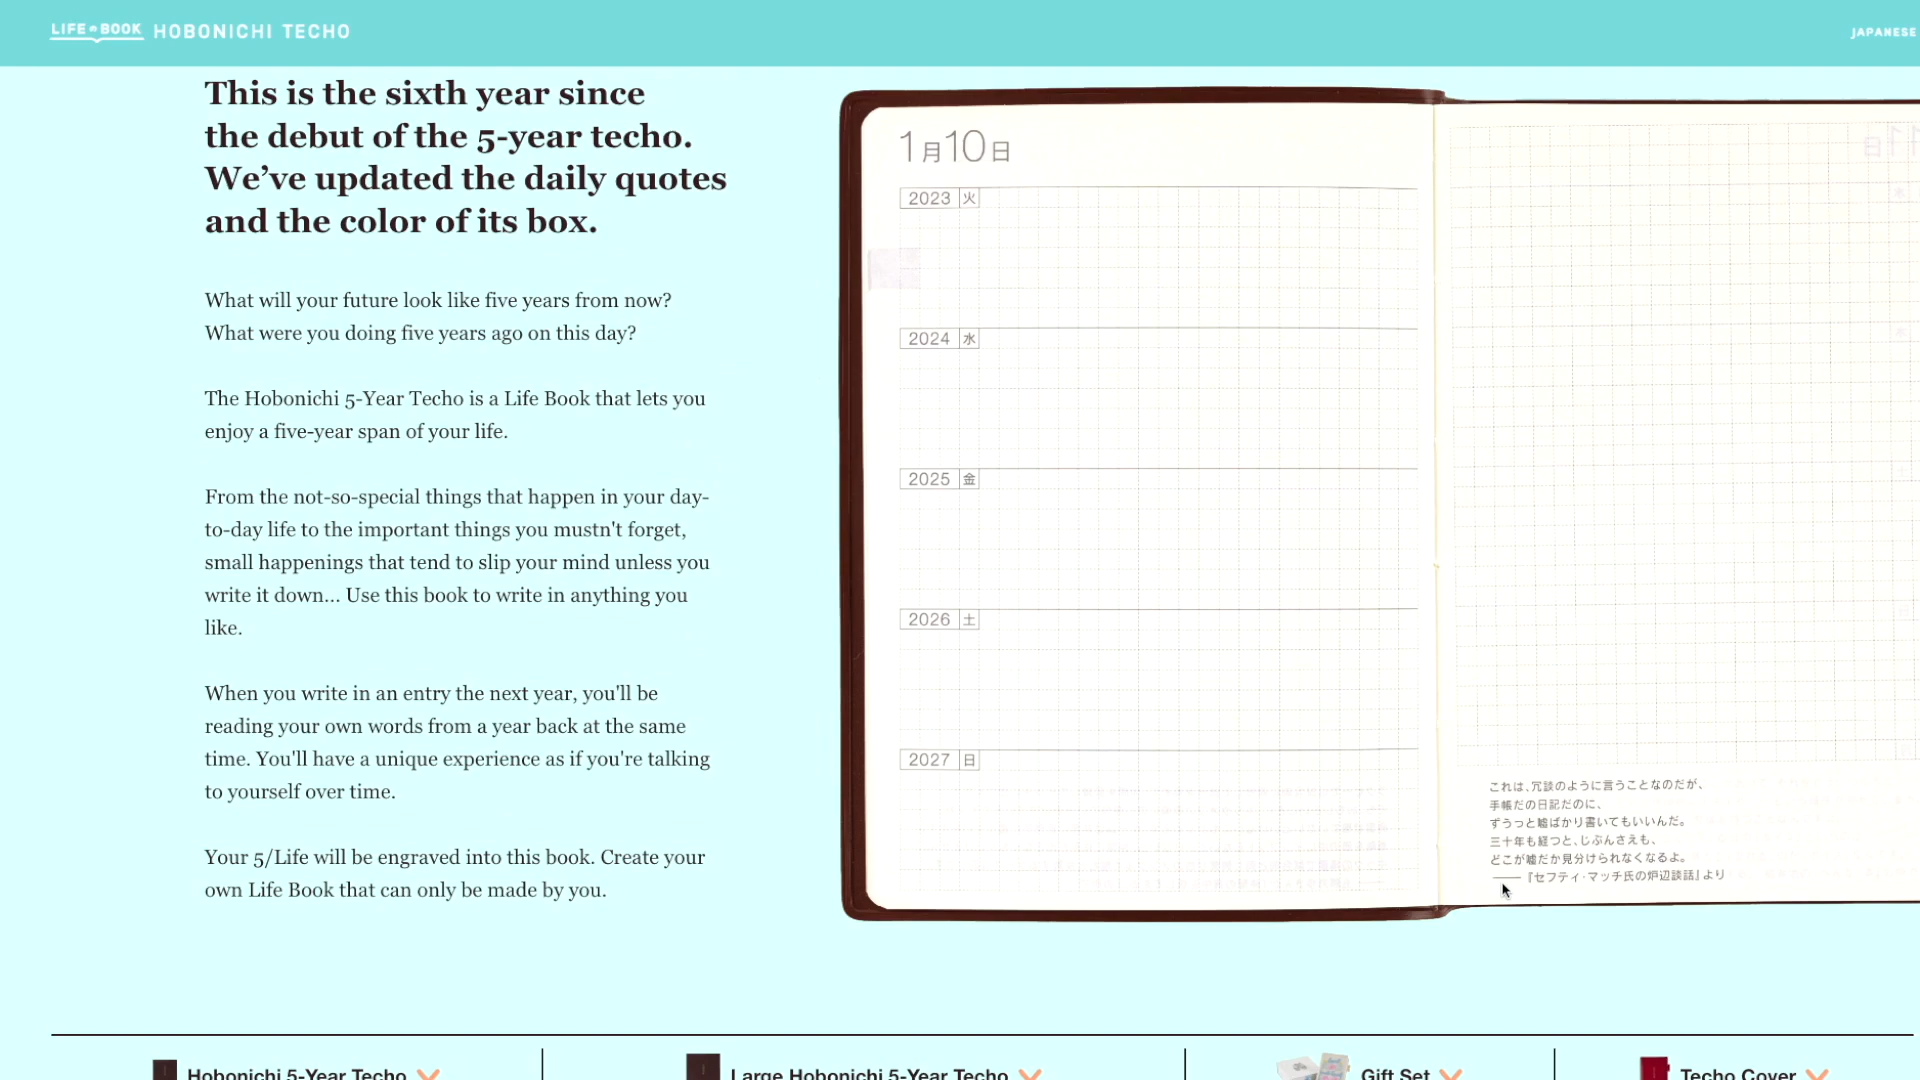 LIFE BOOK HOBONICHI TECHO
JAPANESE
This is the sixth year since
the debut of the 5-year techo.
We’ve updated the daily quotes
and the color of its box.
What will your future look like five years from now?
What were you doing five years ago on this day?
The Hobonichi 5-Year Techo is a Life Book that lets you
enjoy a five-year span of your life.
From the not-so-special things that happen in your day-
to-day life to the important things you mustn't forget,
small happenings that tend to slip your mind unless you
write it down... Use this book to write in anything you
like.
When you write in an entry the next year, you'll be
reading your own words from a year back at the same
time. You'll have a unique experience as if you're talking
to yourself over time.
Your 5/Life will be engraved into this book. Create your
own Life Book that can only be made by you.
1月10日
2023 火
2024 水
2025 金
2026 土
2027 日
これは、冗談のように言うことなのだが、
手帳だの日記だのに、
ずうっと嘘ばかり書いてもいいんだ。
三十年も経つと、じぶんさえも、
どこが嘘だか見分けられなくなるよ。
──『セフティ・マッチ氏の炉辺談話』より
Hobonichi 5-Year Techo
Large Hobonichi 5-Year Techo
Gift Set
Techo Cover